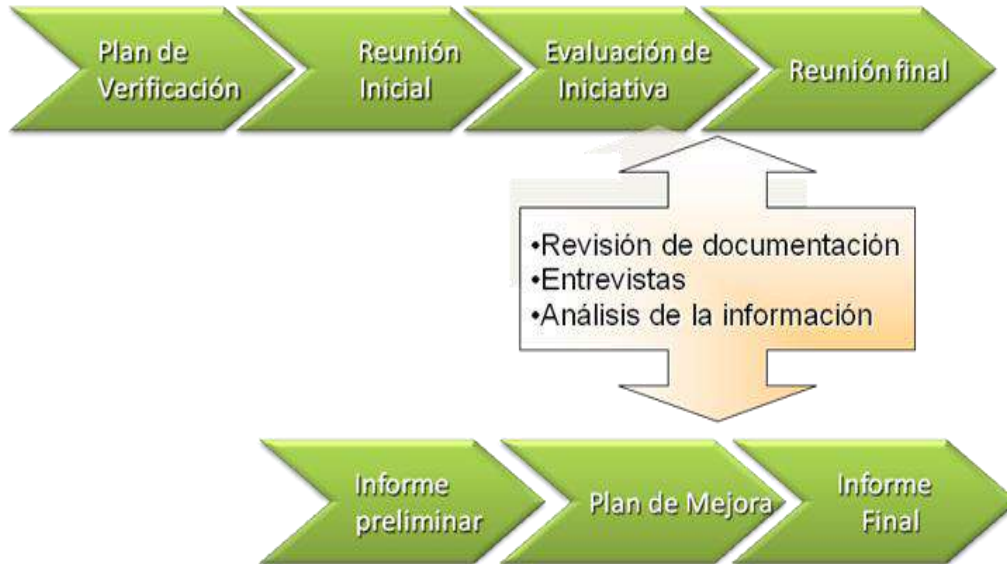 Plan de
Verificación
Reunión
Inicial
Evaluación de
Iniciativa
Reunión final
•Revisión de documentación
•Entrevistas
•Análisis de la información
Informe
preliminar
Plan de Mejora
Informe
Final